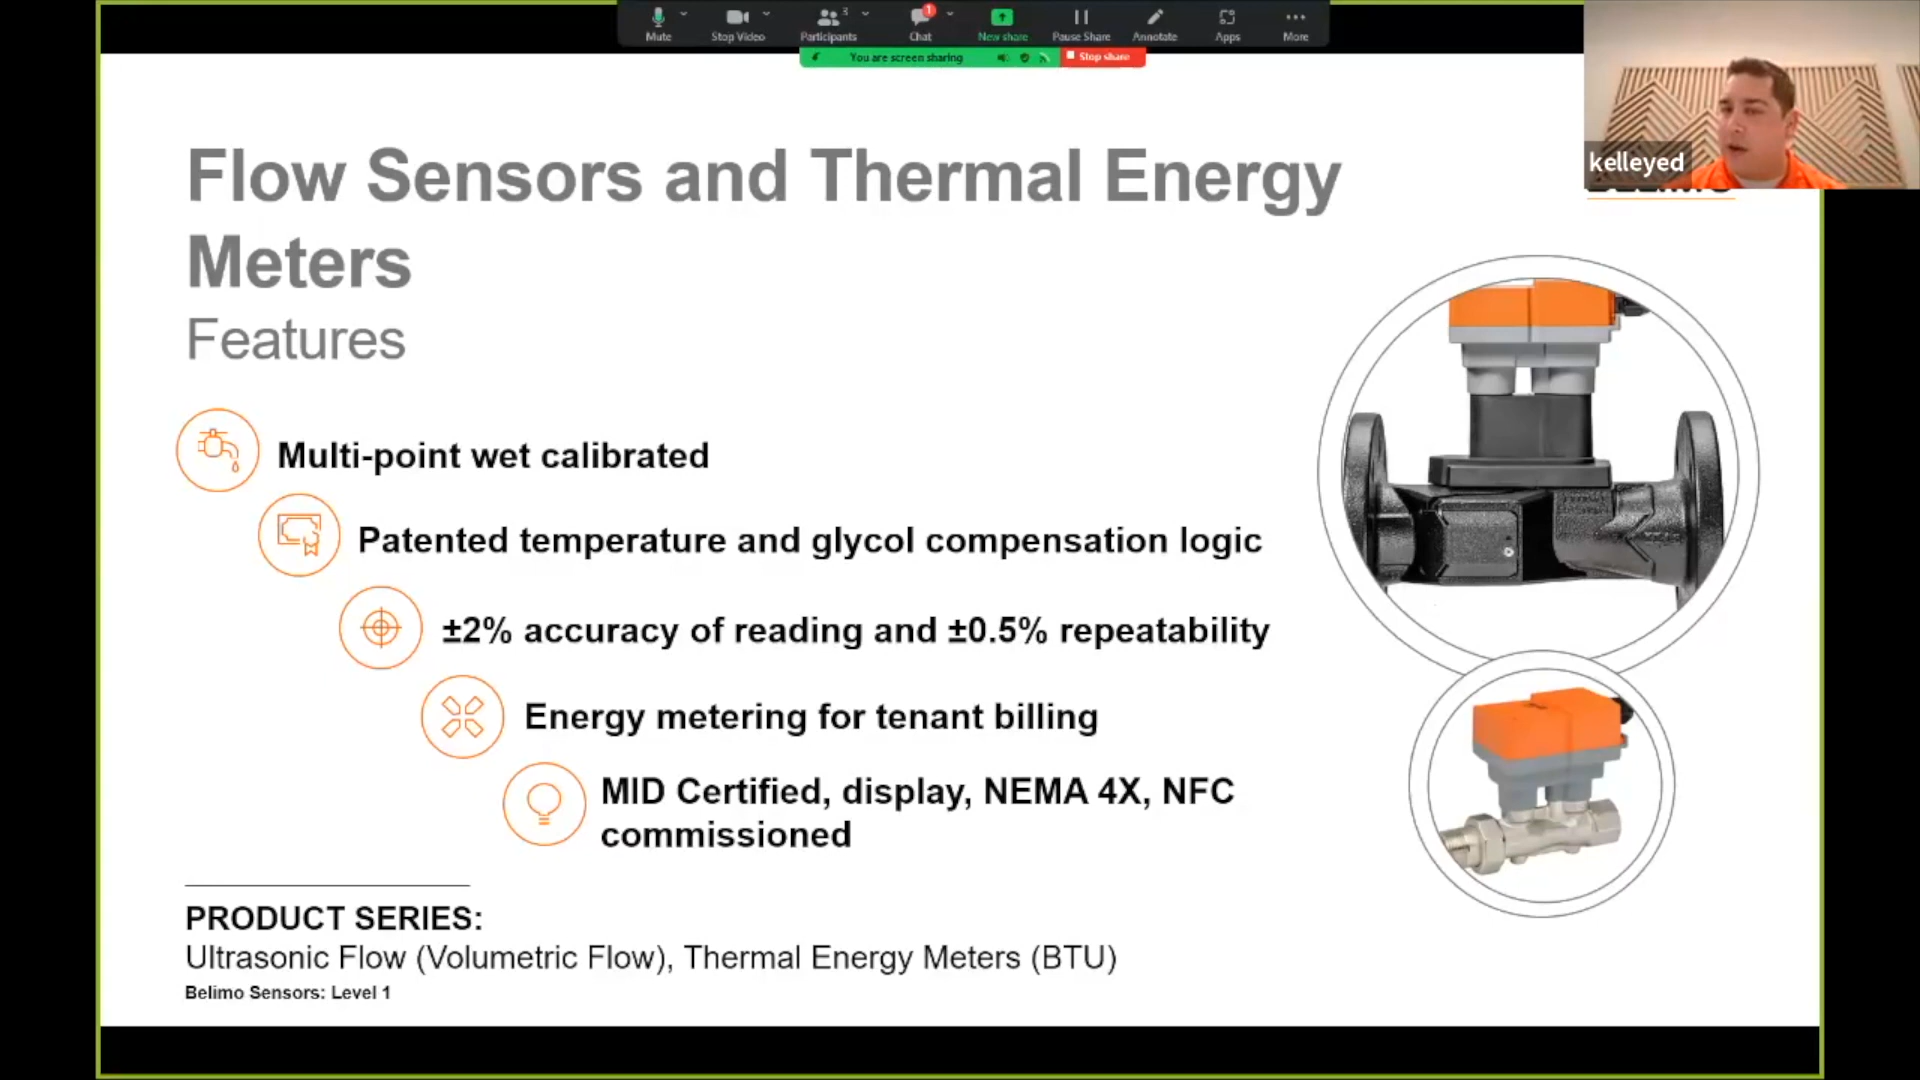 Mute
Stop Video
Participants
3
Chat
1
New share
Pause Share
Annotate
Apps
More
You are screen sharing
Stop share
kelleyed
Flow Sensors and Thermal Energy
Meters
Features
Multi-point wet calibrated
Patented temperature and glycol compensation logic
±2% accuracy of reading and ±0.5% repeatability
Energy metering for tenant billing
MID Certified, display, NEMA 4X, NFC
commissioned
PRODUCT SERIES:
Ultrasonic Flow (Volumetric Flow), Thermal Energy Meters (BTU)
Belimo Sensors: Level 1